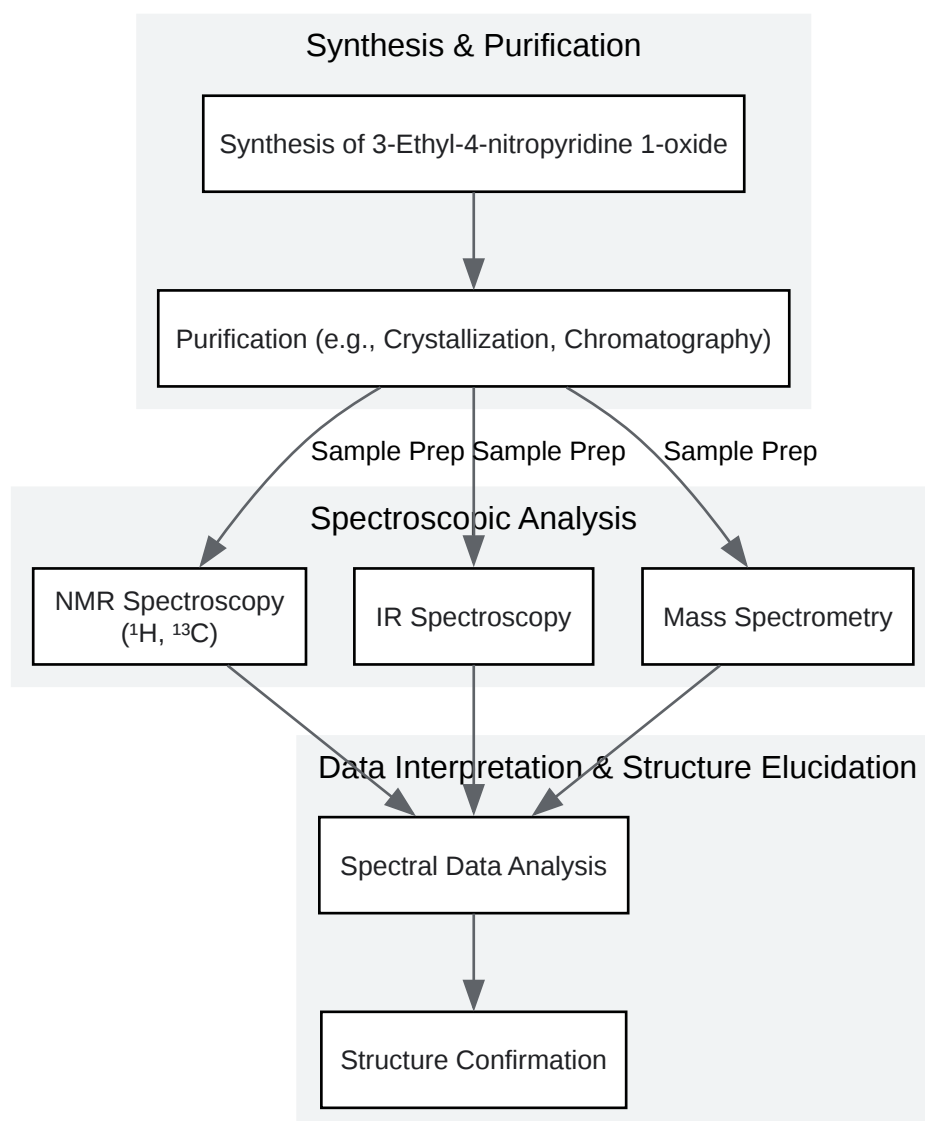 Synthesis & Purification
Synthesis of 3-Ethyl-4-nitropyridine 1-oxide
Purification (e.g., Crystallization, Chromatography)
Sample Prep
Sample Prep
Sample Prep
Spectroscopic Analysis
NMR Spectroscopy
(¹H, ¹³C)
IR Spectroscopy
Mass Spectrometry
Data Interpretation & Structure Elucidation
Spectral Data Analysis
Structure Confirmation